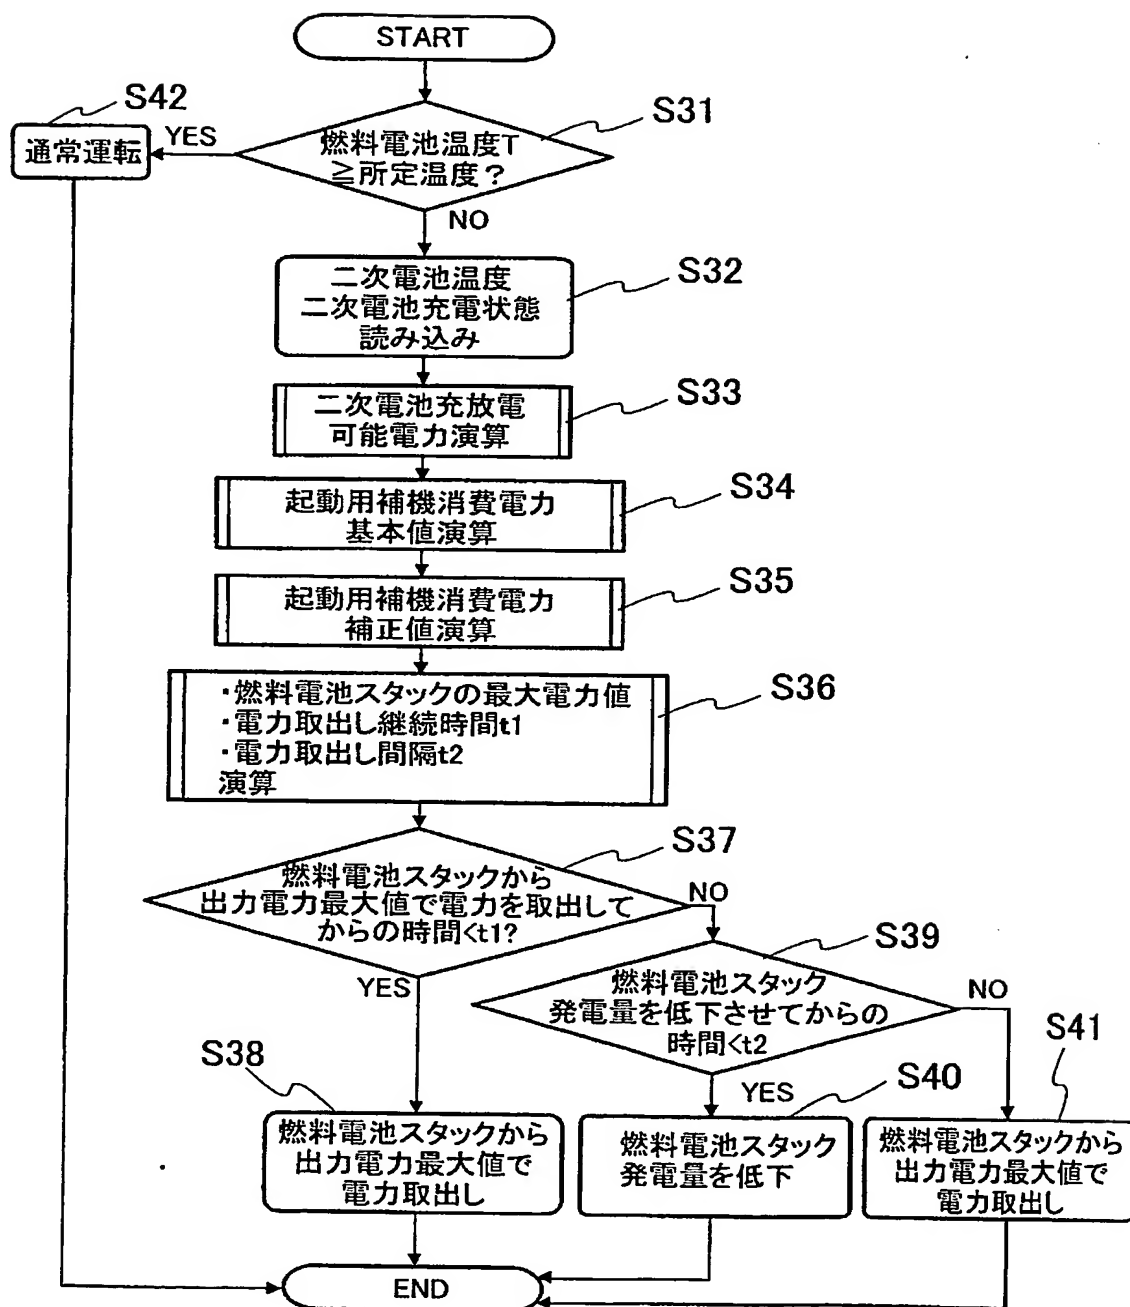 START
S42
S31
YES
通常運転
燃料電池温度T
≧所定温度？
NO
S32
二次電池温度
二次電池充電状態
読み込み
S33
二次電池充放電
可能電力演算
S34
起動用補機消費電力
基本値演算
S35
起動用補機消費電力
補正値演算
S36
・燃料電池スタックの最大電力値
・電力取出し継続時間t1
・電力取出し間隔t2
演算
S37
燃料電池スタックから
出力電力最大値で電力を取出して
からの時間<t1?
NO
YES
S39
燃料電池スタック
発電量を低下させてからの
時間<t2
NO
YES
S38
燃料電池スタックから
出力電力最大値で
電力取出し
S40
燃料電池スタック
発電量を低下
S41
燃料電池スタックから
出力電力最大値で
電力取出し
END